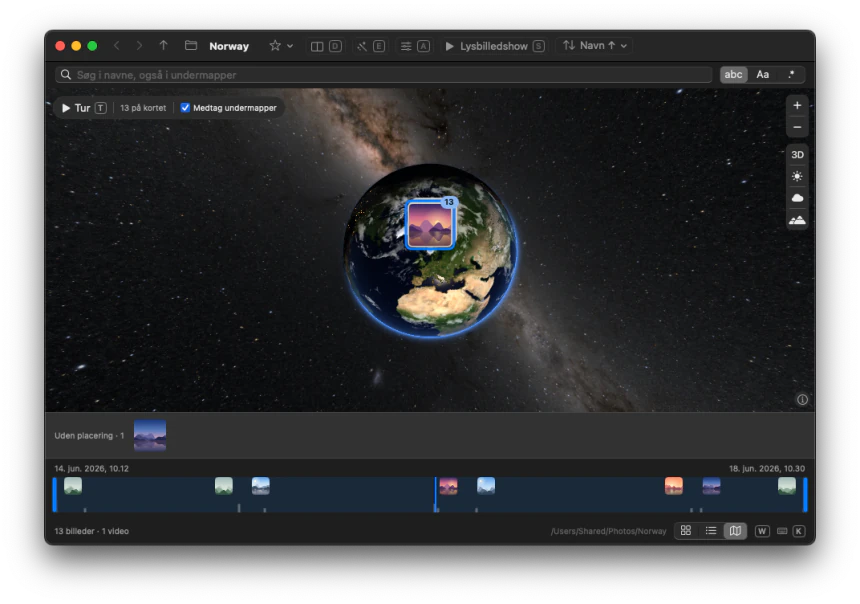 Norway
D
E
A
Lysbilledshow S
Navn
Søg i navne, også i undermapper
abc
Aa
.*
Tur T
13 på kortet
Medtag undermapper
+
−
3D
13
Uden placering · 1
14. jun. 2026, 10.12
18. jun. 2026, 10.30
13 billeder · 1 video
/Users/Shared/Photos/Norway
W
K